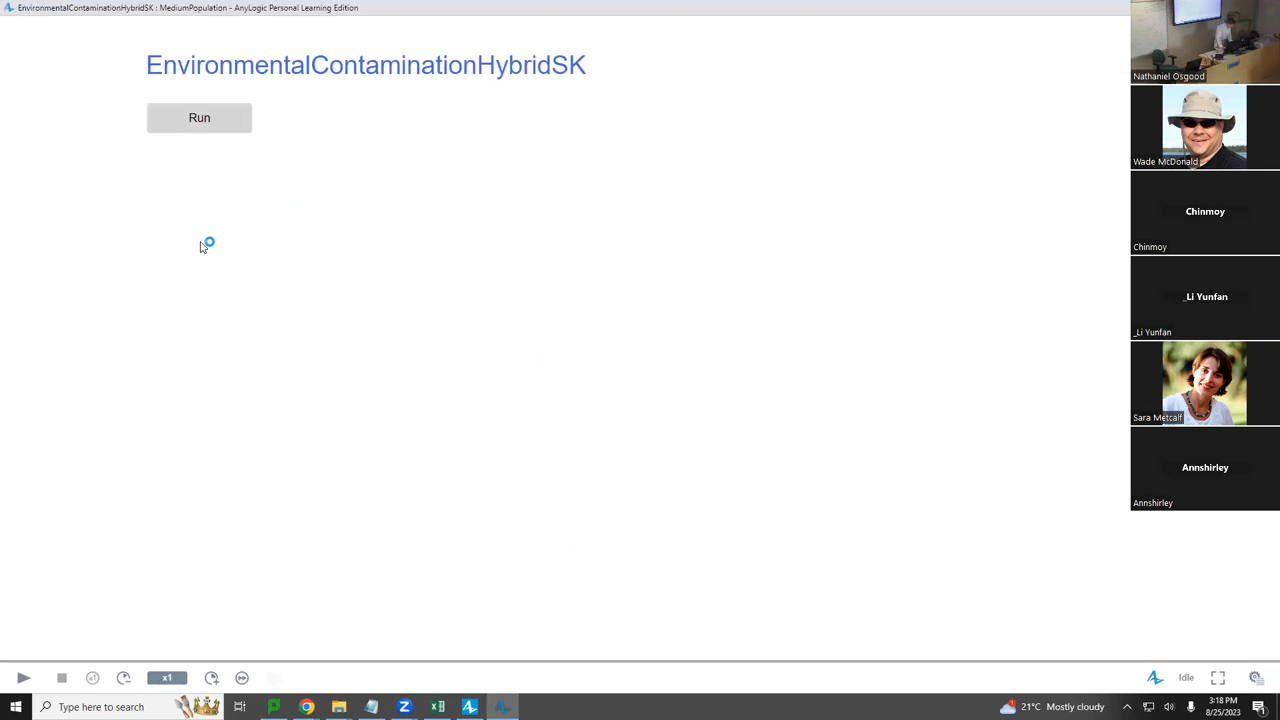 EnvironmentalContaminationHybridSK : MediumPopulation - AnyLogic Personal Learning Edition
EnvironmentalContaminationHybridSK
Run
Nathaniel Osgood
Wade McDonald
Chinmoy
Chinmoy
_Li Yunfan
_Li Yunfan
Sara Metcalf
Annshirley
Annshirley
x1
Idle
Type here to search
21°C Mostly cloudy
3:18 PM
8/25/2023
1